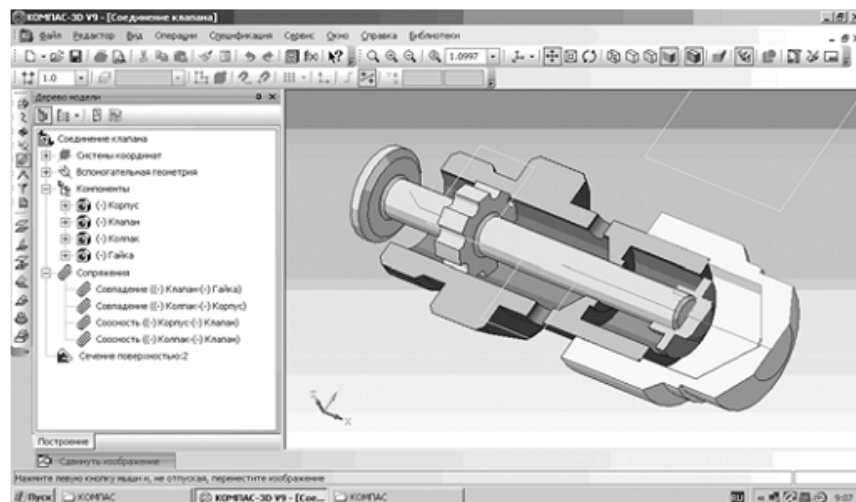 КОМПАС-3D V9 - [Соединение клапана]
Файл Редактор Вид Операции Спецификация Сервис Окно Справка Библиотеки
1.0997
1.0
Дерево модели
Соединение клапана
Системы координат
Вспомогательная геометрия
Компоненты
(-) Корпус
(-) Клапан
(-) Колпак
(-) Гайка
Сопряжения
Совпадение ((-) Клапан-(-) Гайка)
Совпадение ((-) Колпак-(-) Корпус)
Соосность ((-) Корпус-(-) Клапан)
Соосность ((-) Колпак-(-) Клапан)
Сечение поверхностью:2
Z
X
Построение
Сдвинуть изображение
Нажмите левую кнопку мыши и, не отпуская, переместите изображение
Пуск КОМПАС КОМПАС-3D V9 - [Сое... КОМПАС RU 9:02